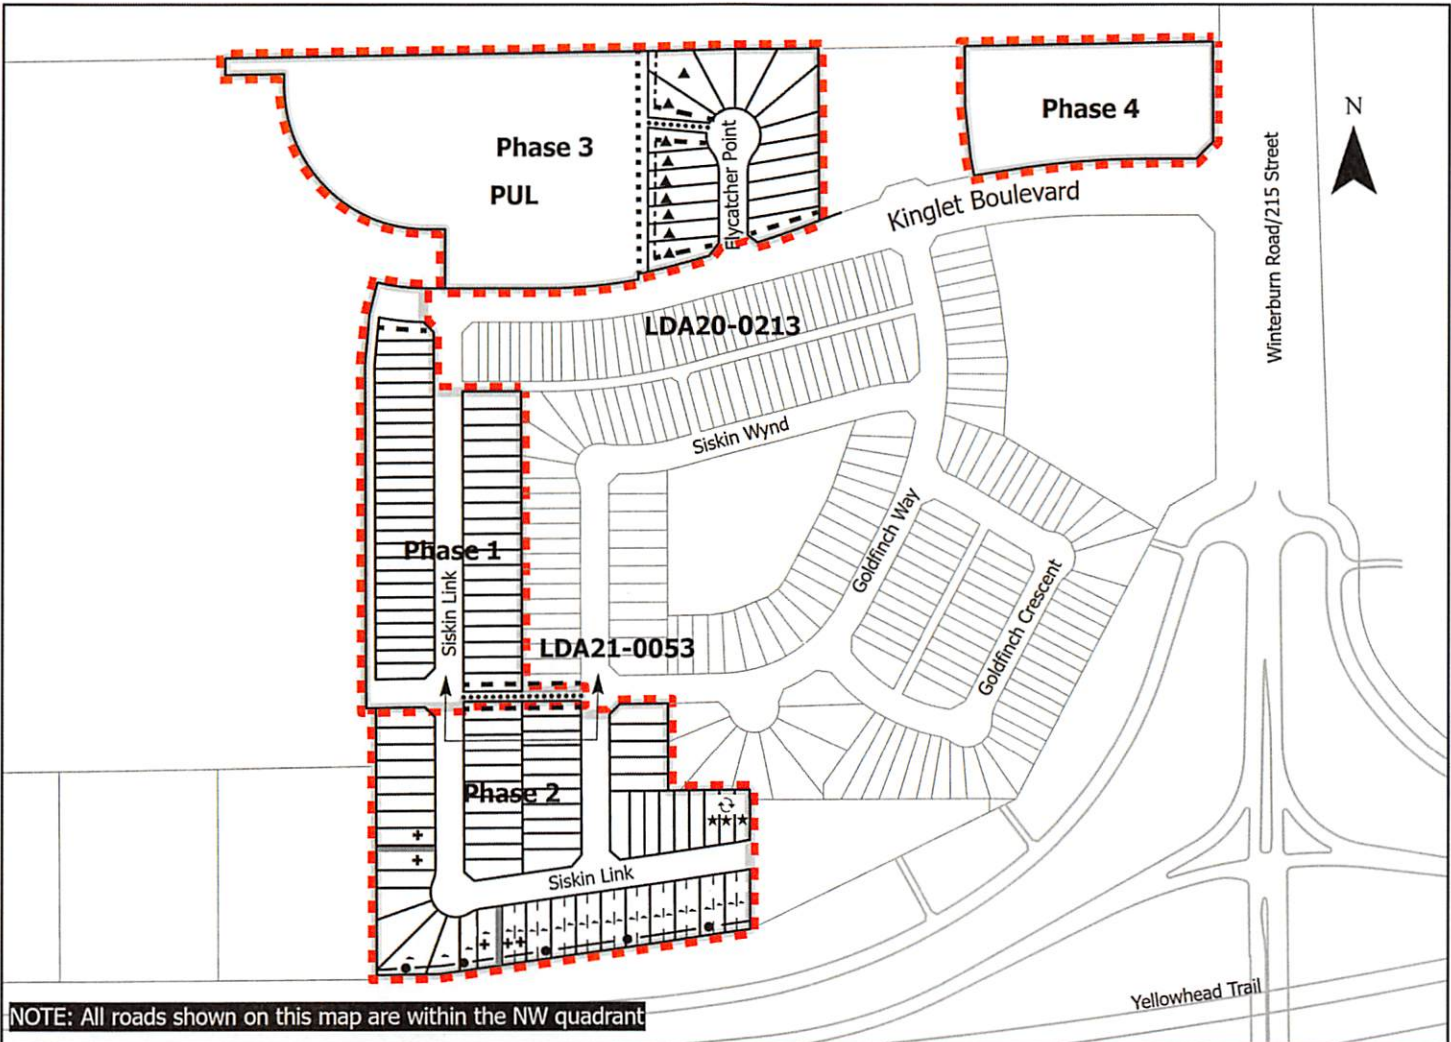 Phase 3
PUL
Flycatcher Point
Phase 4
N
Kinglet Boulevard
Winterburn Road/215 Street
LDA20-0213
Siskin Wynd
Goldfinch Way
Phase 1
Siskin Link
Goldfinch Crescent
LDA21-0053
Phase 2
Siskin Link
Yellowhead Trail
NOTE: All roads shown on this map are within the NW quadrant